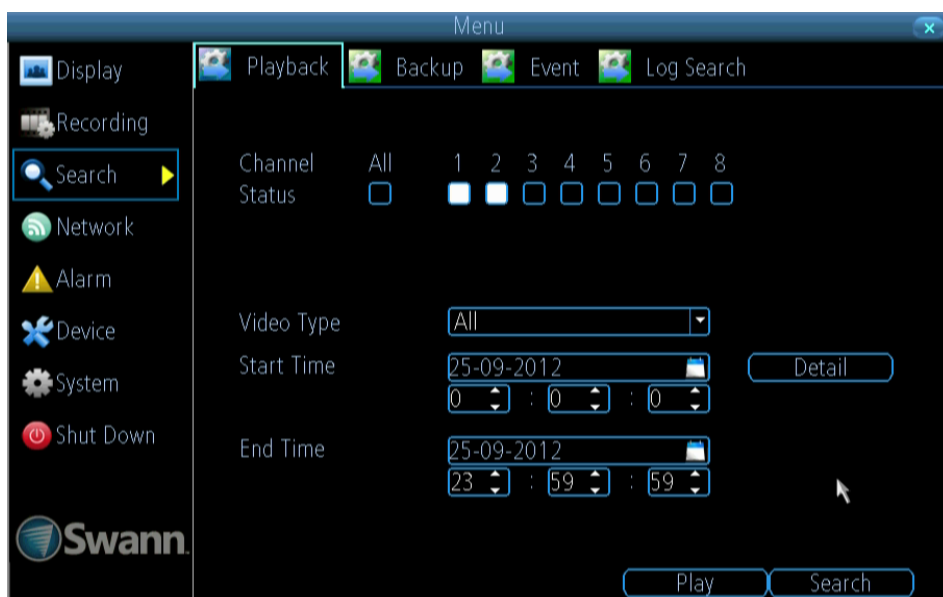 Menu
Display
Recording
Search
Network
Alarm
Device
System
Shut Down
Swann.
Playback Backup Event Log Search
Channel All 1 2 3 4 5 6 7 8
Status
Video Type All
Start Time 25-09-2012 Detail
0 : 0 : 0
End Time 25-09-2012
23 : 59 : 59
Play Search